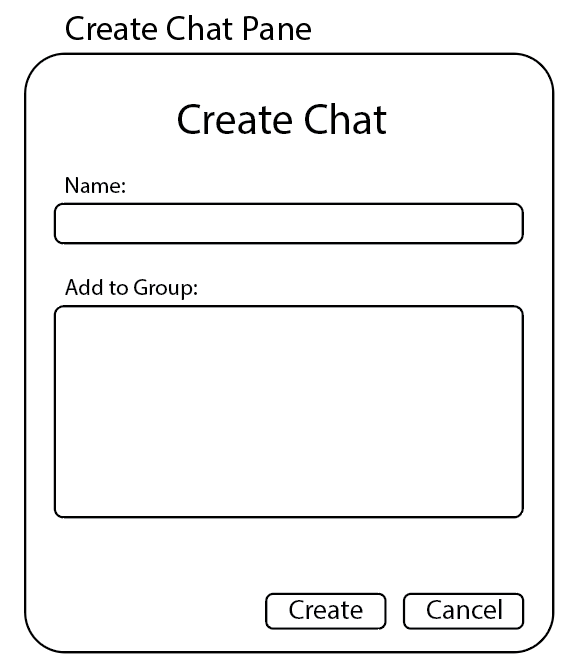 Create Chat Pane
Create Chat
Name:
Add to Group:
Create Cancel